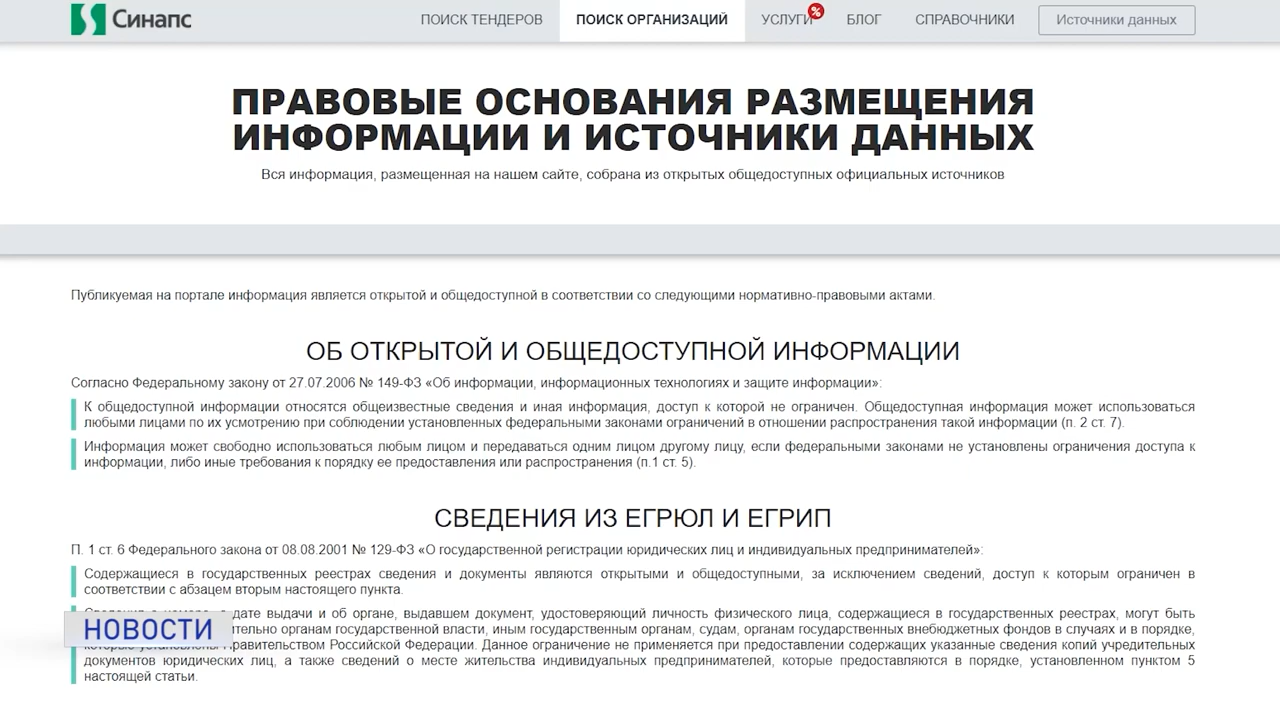 Синапс
ПОИСК ТЕНДЕРОВ
ПОИСК ОРГАНИЗАЦИЙ
УСЛУГИ
%
БЛОГ
СПРАВОЧНИКИ
Источники данных
ПРАВОВЫЕ ОСНОВАНИЯ РАЗМЕЩЕНИЯ
ИНФОРМАЦИИ И ИСТОЧНИКИ ДАННЫХ
Вся информация, размещенная на нашем сайте, собрана из открытых общедоступных официальных источников
Публикуемая на портале информация является открытой и общедоступной в соответствии со следующими нормативно-правовыми актами.
ОБ ОТКРЫТОЙ И ОБЩЕДОСТУПНОЙ ИНФОРМАЦИИ
Согласно Федеральному закону от 27.07.2006 № 149-ФЗ «Об информации, информационных технологиях и защите информации»:
К общедоступной информации относятся общеизвестные сведения и иная информация, доступ к которой не ограничен. Общедоступная информация может использоваться
любыми лицами по их усмотрению при соблюдении установленных федеральными законами ограничений в отношении распространения такой информации (п. 2 ст. 7).
Информация может свободно использоваться любым лицом и передаваться одним лицом другому лицу, если федеральными законами не установлены ограничения доступа к
информации, либо иные требования к порядку ее предоставления или распространения (п.1 ст. 5).
СВЕДЕНИЯ ИЗ ЕГРЮЛ И ЕГРИП
П. 1 ст. 6 Федерального закона от 08.08.2001 № 129-ФЗ «О государственной регистрации юридических лиц и индивидуальных предпринимателей»:
Содержащиеся в государственных реестрах сведения и документы являются открытыми и общедоступными, за исключением сведений, доступ к которым ограничен в
соответствии с абзацем вторым настоящего пункта.
дате выдачи и об органе, выдавшем документ, удостоверяющий личность физического лица, содержащиеся в государственных реестрах, могут быть
органам государственной власти, иным государственным органам, судам, органам государственных внебюджетных фондов в случаях и в порядке,
Правительством Российской Федерации. Данное ограничение не применяется при предоставлении содержащих указанные сведения копий учредительных
документов юридических лиц, а также сведений о месте жительства индивидуальных предпринимателей, которые предоставляются в порядке, установленном пунктом 5
настоящей статьи.
НОВОСТИ